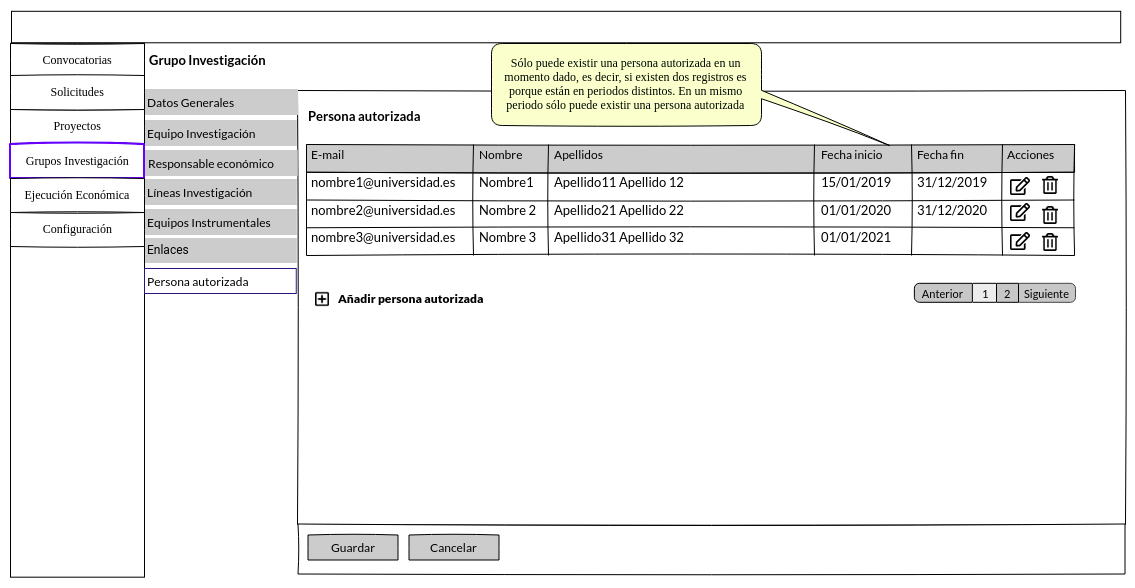 Convocatorias
Solicitudes
Proyectos
Grupos Investigación
Ejecución Económica
Configuración
Grupo Investigación
Datos Generales
Equipo Investigación
Responsable económico
Líneas Investigación
Equipos Instrumentales
Enlaces
Persona autorizada
Sólo puede existir una persona autorizada en un
momento dado, es decir, si existen dos registros es
porque están en periodos distintos. En un mismo
periodo sólo puede existir una persona autorizada
Persona autorizada
E-mail Nombre Apellidos Fecha inicio Fecha fin Acciones
nombre1@universidad.es Nombre1 Apellido11 Apellido 12 15/01/2019 31/12/2019
nombre2@universidad.es Nombre 2 Apellido21 Apellido 22 01/01/2020 31/12/2020
nombre3@universidad.es Nombre 3 Apellido31 Apellido 32 01/01/2021
Añadir persona autorizada
Anterior 1 2 Siguiente
Guardar Cancelar